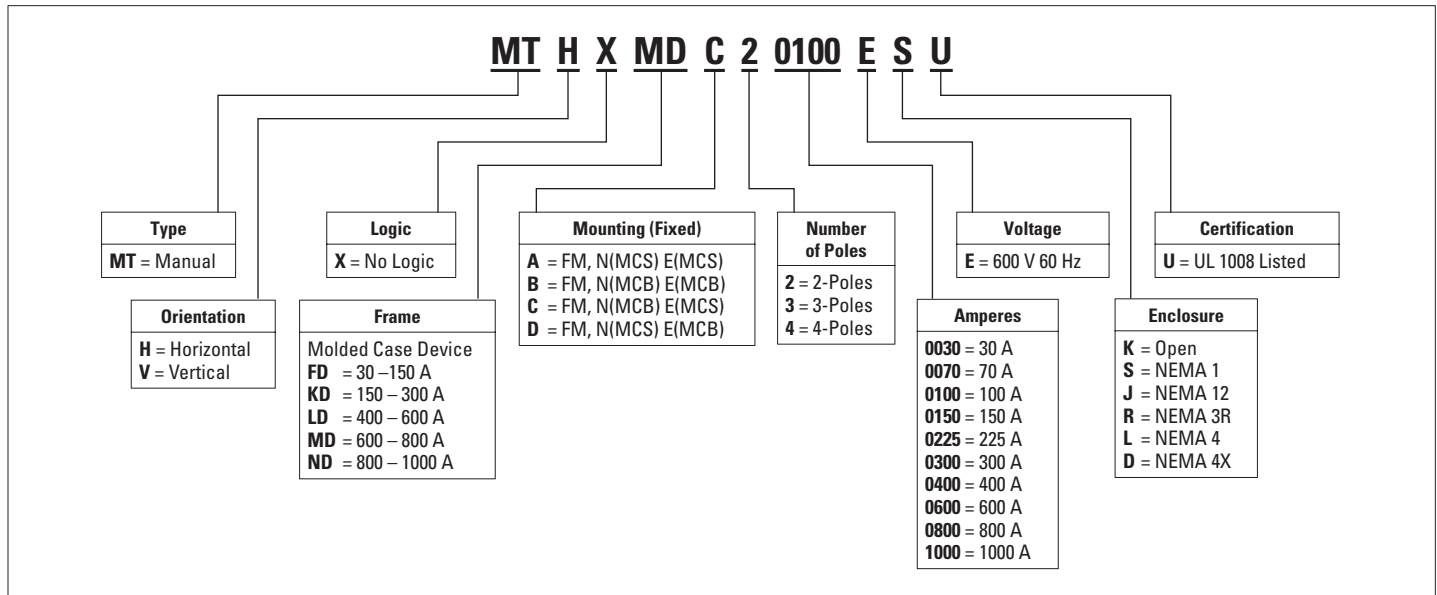 MT H X MD C 2 0100 E S U
Type
MT = Manual
Orientation
H = Horizontal
V = Vertical
Logic
X = No Logic
Frame
Molded Case Device
FD = 30 –150 A
KD = 150 – 300 A
LD = 400 – 600 A
MD = 600 – 800 A
ND = 800 – 1000 A
Mounting (Fixed)
A = FM, N(MCS) E(MCS)
B = FM, N(MCB) E(MCB)
C = FM, N(MCB) E(MCS)
D = FM, N(MCS) E(MCB)
Number
of Poles
2 = 2-Poles
3 = 3-Poles
4 = 4-Poles
Amperes
0030 = 30 A
0070 = 70 A
0100 = 100 A
0150 = 150 A
0225 = 225 A
0300 = 300 A
0400 = 400 A
0600 = 600 A
0800 = 800 A
1000 = 1000 A
Voltage
E = 600 V 60 Hz
Enclosure
K = Open
S = NEMA 1
J = NEMA 12
R = NEMA 3R
L = NEMA 4
D = NEMA 4X
Certification
U = UL 1008 Listed